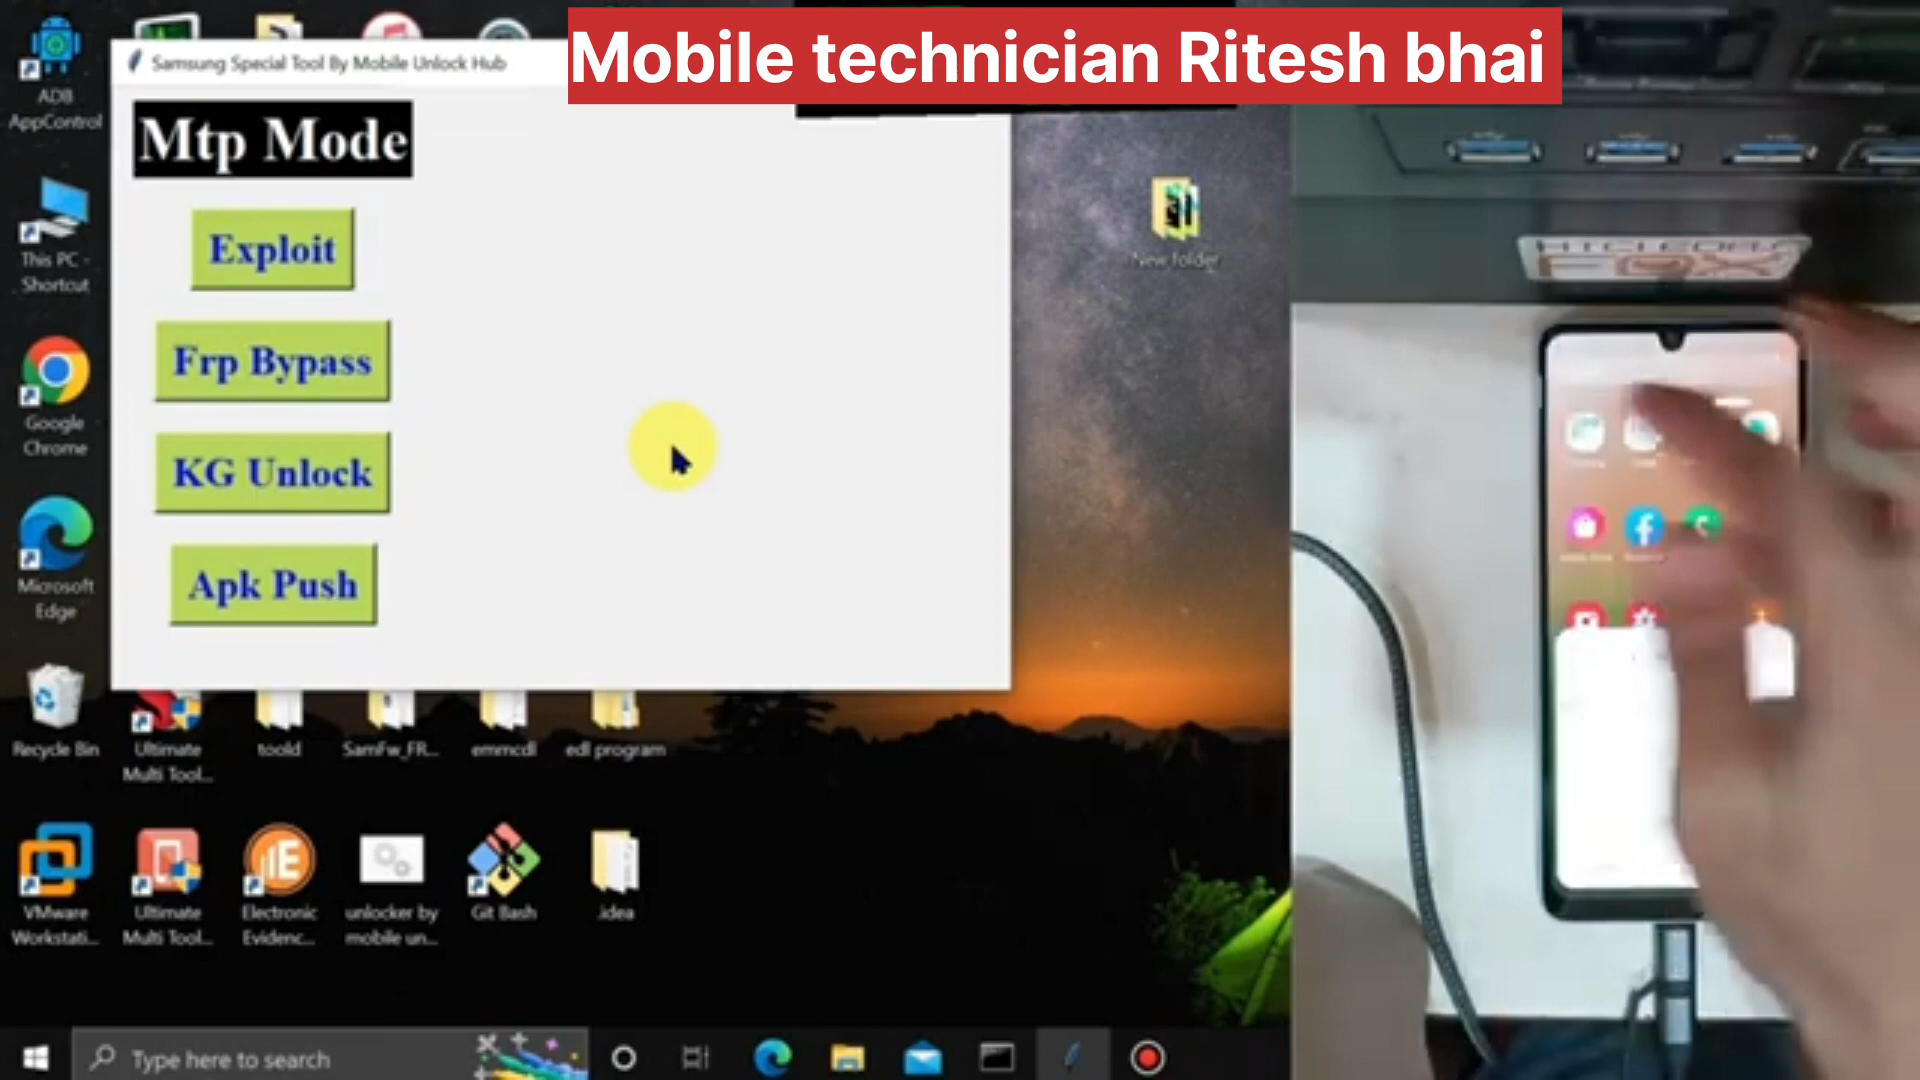 Mobile technician Ritesh bhai
Samsung Special Tool By Mobile Unlock Hub
Mtp Mode
Exploit
Frp Bypass
KG Unlock
Apk Push
ADB
AppControl
This PC -
Shortcut
Google
Chrome
Microsoft
Edge
New folder
FOX
Recycle Bin
Ultimate
Multi Tool...
toold
SamFw_FR...
emmcdl
edl program
VMware
Workstati...
Ultimate
Multi Tool...
Electronic
Evidenc...
unlocker by
mobile un...
Git Bash
.idea
Type here to search